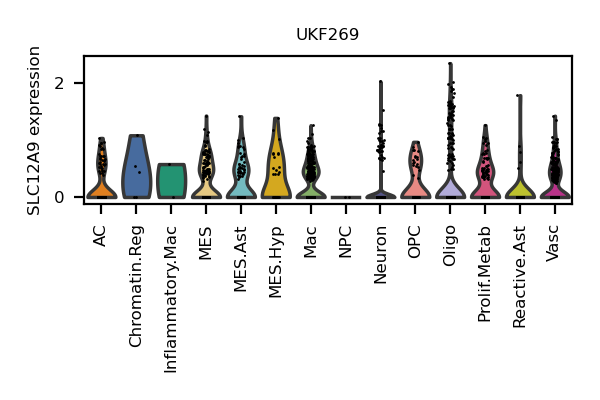 UKF269
SLC12A9 expression
2
0
AC
Chromatin.Reg
Inflammatory.Mac
MES
MES.Ast
MES.Hyp
Mac
NPC
Neuron
OPC
Oligo
Prolif.Metab
Reactive.Ast
Vasc